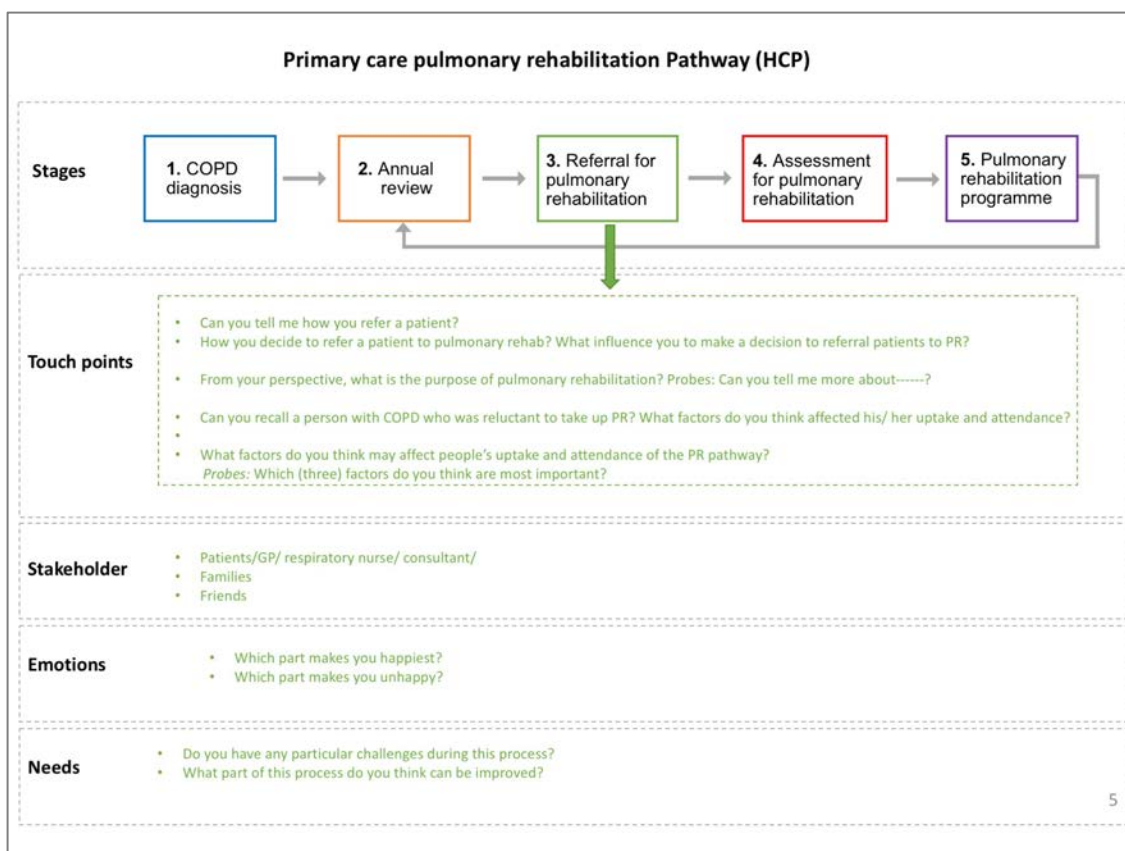 Primary care pulmonary rehabilitation Pathway (HCP)
Stages
1. COPD
diagnosis
2. Annual
review
3. Referral for
pulmonary
rehabilitation
4. Assessment
for pulmonary
rehabilitation
5. Pulmonary
rehabilitation
programme
Touch points
• Can you tell me how you refer a patient?
• How you decide to refer a patient to pulmonary rehab? What influence you to make a decision to referral patients to PR?
• From your perspective, what is the purpose of pulmonary rehabilitation? Probes: Can you tell me more about------?
• Can you recall a person with COPD who was reluctant to take up PR? What factors do you think affected his/ her uptake and attendance?
•
• What factors do you think may affect people's uptake and attendance of the PR pathway?
Probes: Which (three) factors do you think are most important?
Stakeholder
• Patients/GP/ respiratory nurse/ consultant/
• Families
• Friends
Emotions
• Which part makes you happiest?
• Which part makes you unhappy?
Needs
• Do you have any particular challenges during this process?
• What part of this process do you think can be improved?
5